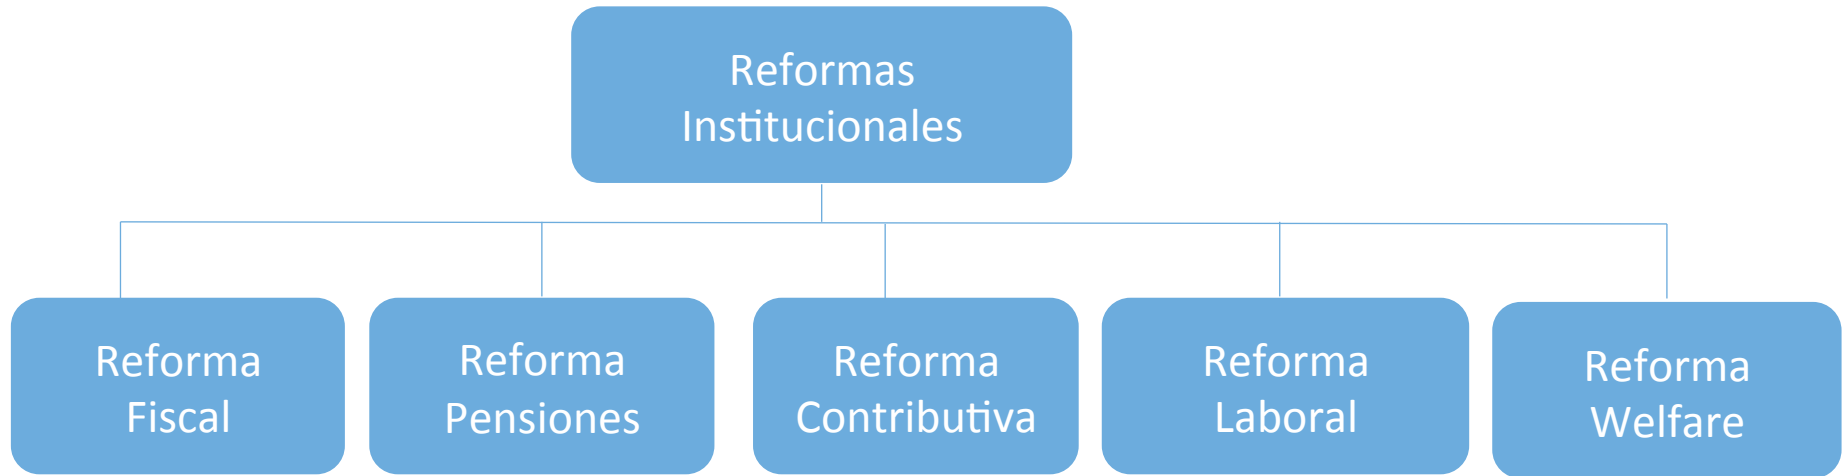 Reformas
Institucionales
Reforma
Fiscal
Reforma
Pensiones
Reforma
Contributiva
Reforma
Laboral
Reforma
Welfare